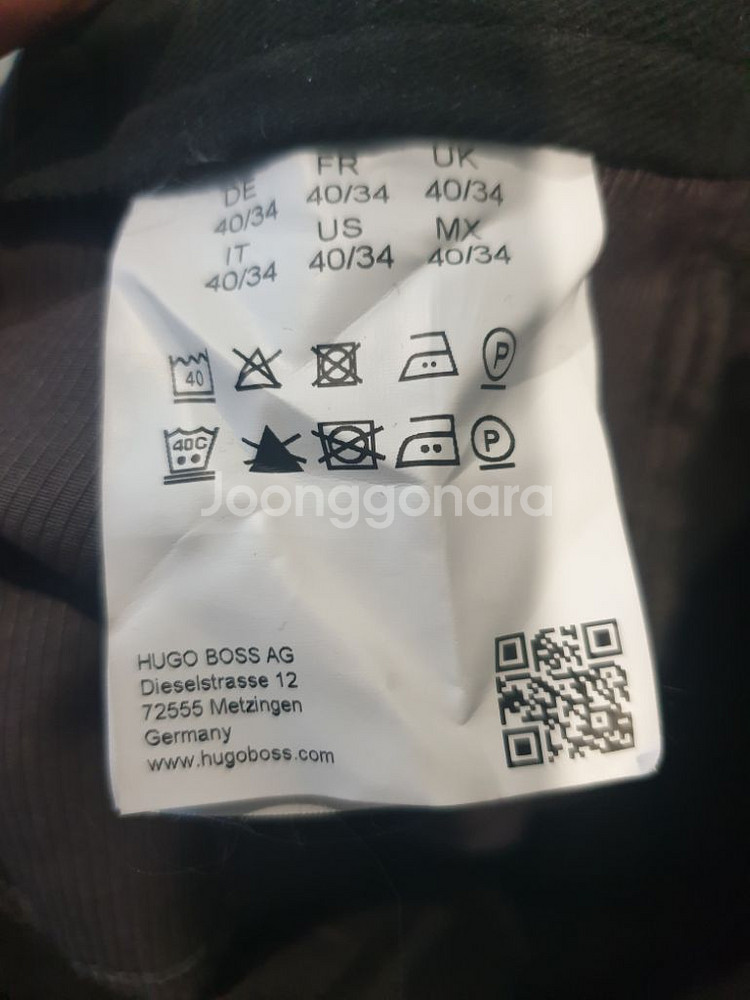 DE FR UK
40/34 40/34 40/34
IT US MX
40/34 40/34 40/34
40 P
40C P
Joonggonara
HUGO BOSS AG
Dieselstrasse 12
72555 Metzingen
Germany
www.hugoboss.com